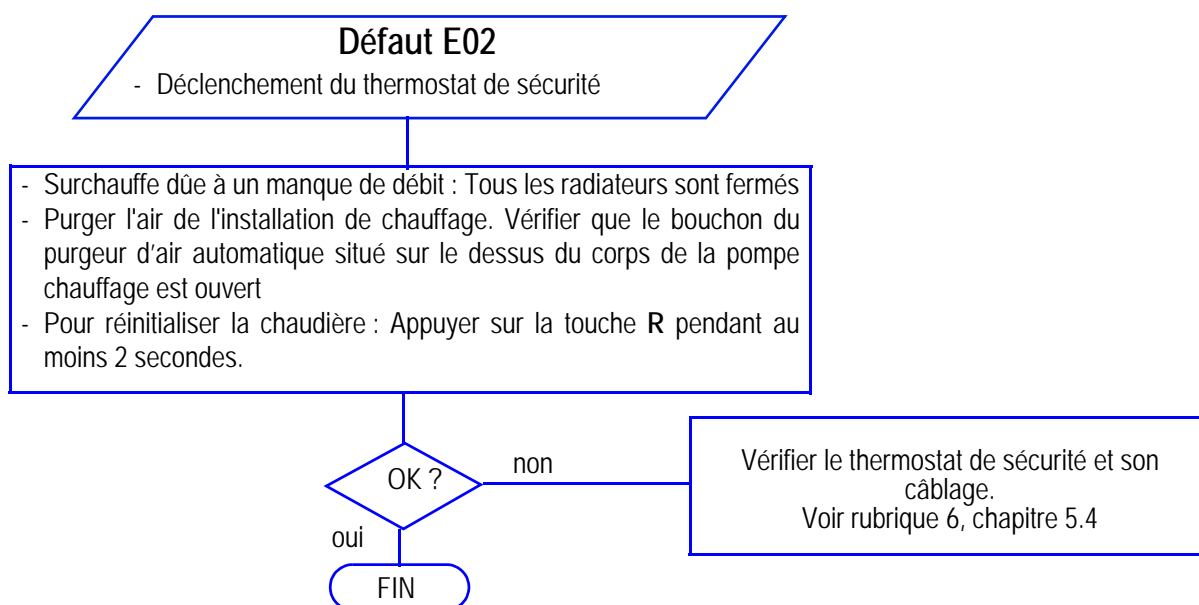 Défaut E02
- Déclenchement du thermostat de sécurité
- Surchauffe dûe à un manque de débit : Tous les radiateurs sont fermés
- Purger l'air de l'installation de chauffage. Vérifier que le bouchon du
purgeur d'air automatique situé sur le dessus du corps de la pompe
chauffage est ouvert
- Pour réinitialiser la chaudière : Appuyer sur la touche R pendant au
moins 2 secondes.
OK ?
non
Vérifier le thermostat de sécurité et son
câblage.
Voir rubrique 6, chapitre 5.4
oui
FIN